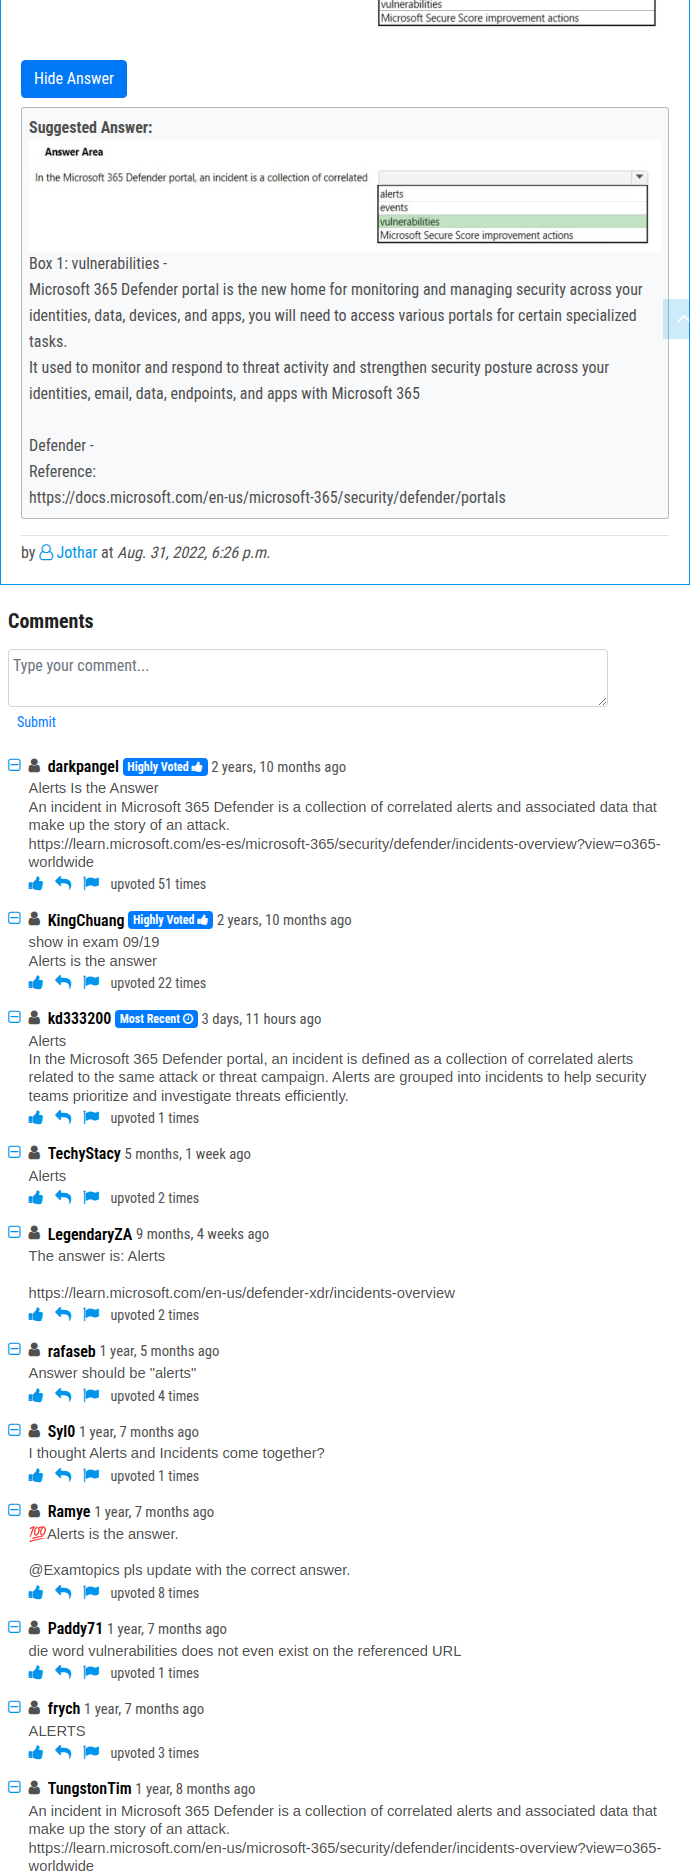 vulnerabilities
Microsoft Secure Score improvement actions
Hide Answer
Suggested Answer:
Answer Area
In the Microsoft 365 Defender portal, an incident is a collection of correlated
alerts
events
vulnerabilities
Microsoft Secure Score improvement actions
Box 1: vulnerabilities -
Microsoft 365 Defender portal is the new home for monitoring and managing security across your
identities, data, devices, and apps, you will need to access various portals for certain specialized
tasks.
It used to monitor and respond to threat activity and strengthen security posture across your
identities, email, data, endpoints, and apps with Microsoft 365
Defender -
Reference:
https://docs.microsoft.com/en-us/microsoft-365/security/defender/portals
by Jothar at Aug. 31, 2022, 6:26 p.m.
Comments
Type your comment...
Submit
darkpangel Highly Voted 2 years, 10 months ago
Alerts Is the Answer
An incident in Microsoft 365 Defender is a collection of correlated alerts and associated data that
make up the story of an attack.
https://learn.microsoft.com/es-es/microsoft-365/security/defender/incidents-overview?view=o365-
worldwide
upvoted 51 times
KingChuang Highly Voted 2 years, 10 months ago
show in exam 09/19
Alerts is the answer
upvoted 22 times
kd333200 Most Recent 3 days, 11 hours ago
Alerts
In the Microsoft 365 Defender portal, an incident is defined as a collection of correlated alerts
related to the same attack or threat campaign. Alerts are grouped into incidents to help security
teams prioritize and investigate threats efficiently.
upvoted 1 times
TechyStacy 5 months, 1 week ago
Alerts
upvoted 2 times
LegendaryZA 9 months, 4 weeks ago
The answer is: Alerts
https://learn.microsoft.com/en-us/defender-xdr/incidents-overview
upvoted 2 times
rafaseb 1 year, 5 months ago
Answer should be "alerts"
upvoted 4 times
Syl0 1 year, 7 months ago
I thought Alerts and Incidents come together?
upvoted 1 times
Ramye 1 year, 7 months ago
💯Alerts is the answer.
@Examtopics pls update with the correct answer.
upvoted 8 times
Paddy71 1 year, 7 months ago
die word vulnerabilities does not even exist on the referenced URL
upvoted 1 times
frych 1 year, 7 months ago
ALERTS
upvoted 3 times
TungstonTim 1 year, 8 months ago
An incident in Microsoft 365 Defender is a collection of correlated alerts and associated data that
make up the story of an attack.
https://learn.microsoft.com/en-us/microsoft-365/security/defender/incidents-overview?view=o365-
worldwide